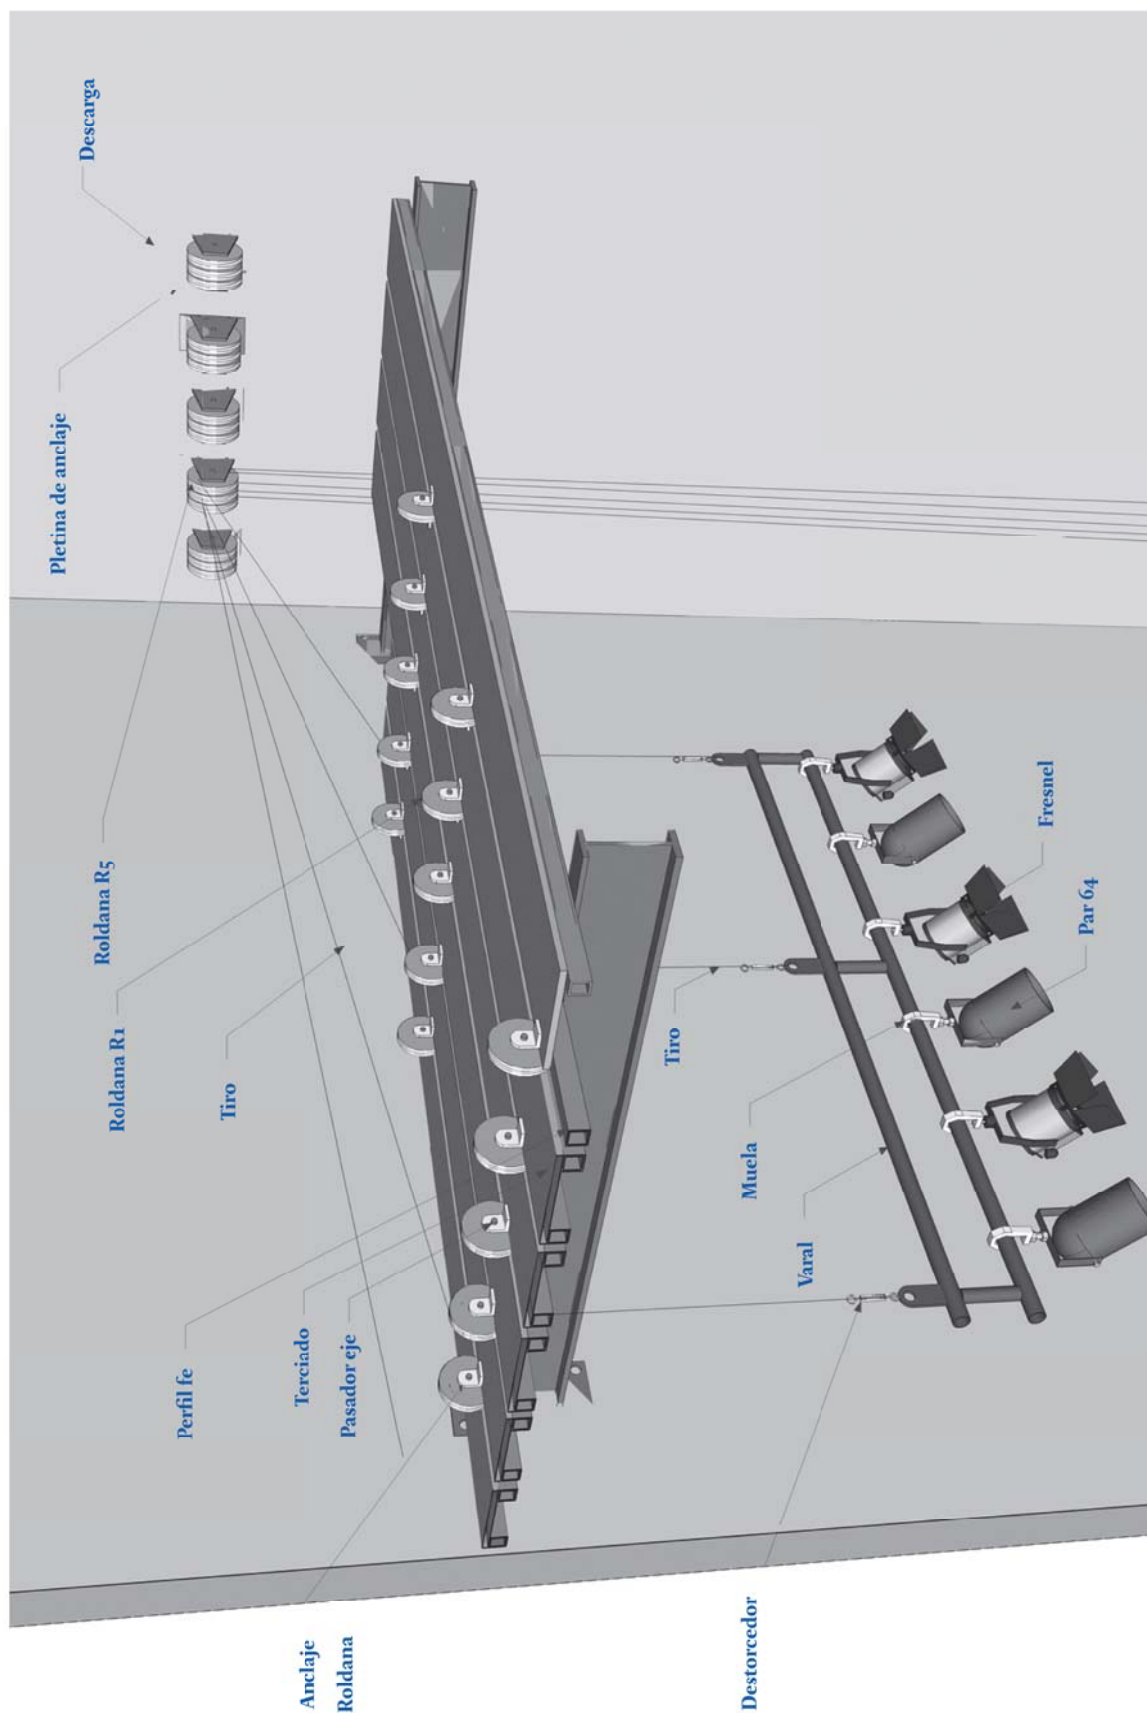 Descarga
Pletina de anclaje
Roldana R5
Roldana R1
Tiro
Perfil fe
Terciado
Pasador eje
Anclaje
Roldana
Tiro
Fresnel
Par 64
Muela
Varal
Destorcedor